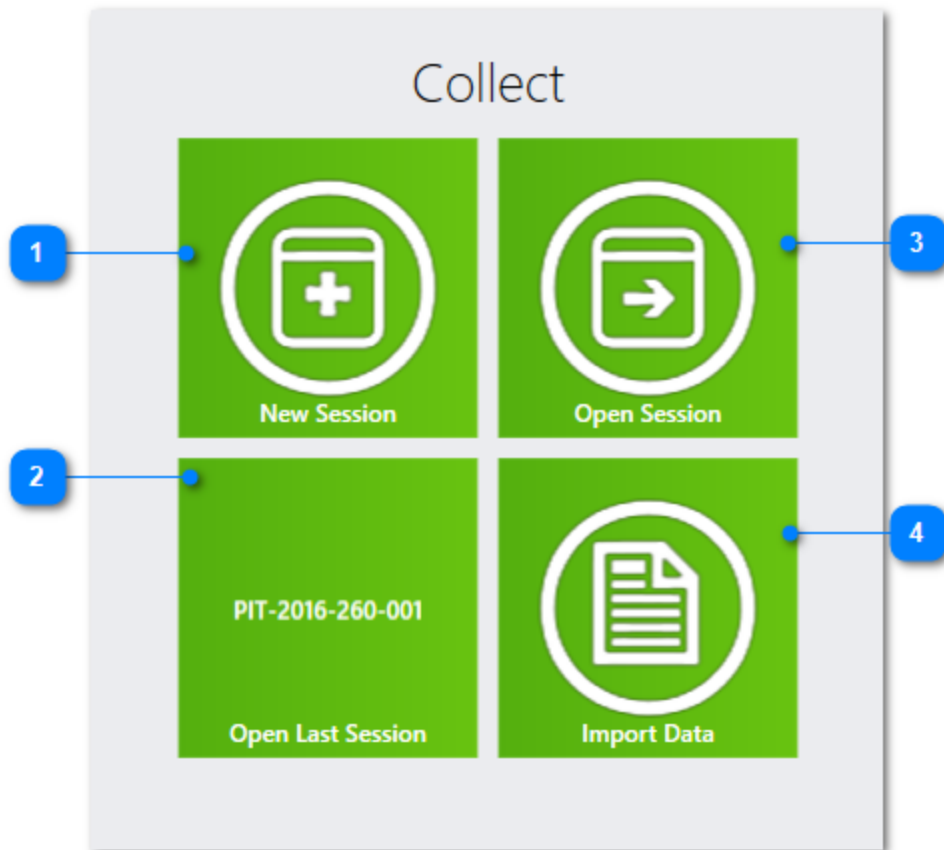 Collect
1
3
New Session
Open Session
2
4
PIT-2016-260-001
Open Last Session
Import Data